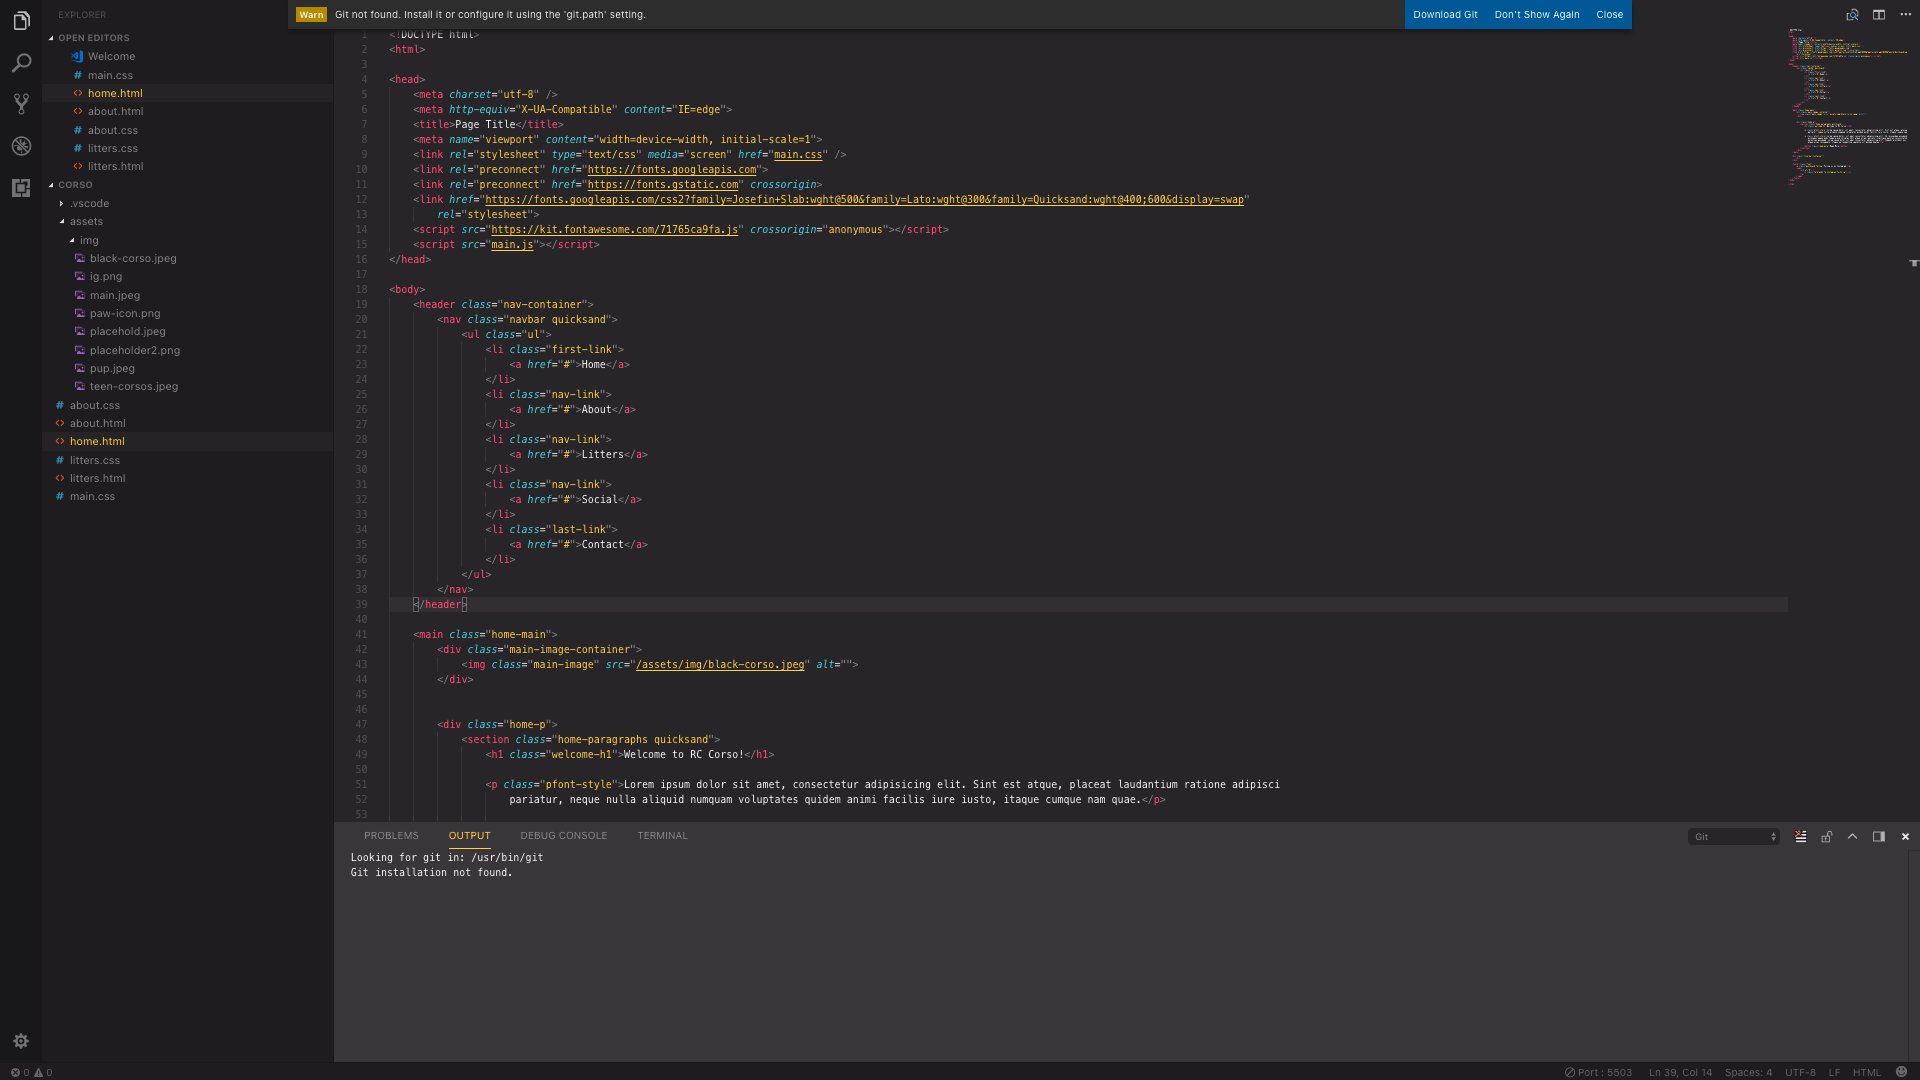 EXPLORER
Warn Git not found. Install it or configure it using the 'git.path' setting. Download Git Don't Show Again Close
OPEN EDITORS
Welcome
# main.css
<> home.html
<> about.html
# about.css
# litters.css
<> litters.html
CORSO
.vscode
assets
img
black-corso.jpeg
ig.png
main.jpeg
paw-icon.png
placehold.jpeg
placeholder2.png
pup.jpeg
teen-corsos.jpeg
# about.css
<> about.html
<> home.html
# litters.css
<> litters.html
# main.css
1 <!DOCTYPE html>
2 <html>
3
4 <head>
5 <meta charset="utf-8" />
6 <meta http-equiv="X-UA-Compatible" content="IE=edge">
7 <title>Page Title</title>
8 <meta name="viewport" content="width=device-width, initial-scale=1">
9 <link rel="stylesheet" type="text/css" media="screen" href="main.css" />
10 <link rel="preconnect" href="https://fonts.googleapis.com">
11 <link rel="preconnect" href="https://fonts.gstatic.com" crossorigin>
12 <link href="https://fonts.googleapis.com/css2?family=Josefin+Slab:wght@500&family=Lato:wght@300&family=Quicksand:wght@400;600&display=swap"
13 rel="stylesheet">
14 <script src="https://kit.fontawesome.com/71765ca9fa.js" crossorigin="anonymous"></script>
15 <script src="main.js"></script>
16 </head>
17
18 <body>
19 <header class="nav-container">
20 <nav class="navbar quicksand">
21 <ul class="ul">
22 <li class="first-link">
23 <a href="#">Home</a>
24 </li>
25 <li class="nav-link">
26 <a href="#">About</a>
27 </li>
28 <li class="nav-link">
29 <a href="#">Litters</a>
30 </li>
31 <li class="nav-link">
32 <a href="#">Social</a>
33 </li>
34 <li class="last-link">
35 <a href="#">Contact</a>
36 </li>
37 </ul>
38 </nav>
39 </header>
40
41 <main class="home-main">
42 <div class="main-image-container">
43 <img class="main-image" src="/assets/img/black-corso.jpeg" alt="">
44 </div>
45
46
47 <div class="home-p">
48 <section class="home-paragraphs quicksand">
49 <h1 class="welcome-h1">Welcome to RC Corso!</h1>
50
51 <p class="pfont-style">Lorem ipsum dolor sit amet, consectetur adipisicing elit. Sint est atque, placeat laudantium ratione adipisci
52 pariatur, neque nulla aliquid numquam voluptates quidem animi facilis iure iusto, itaque cumque nam quae.</p>
53
PROBLEMS OUTPUT DEBUG CONSOLE TERMINAL Git
Looking for git in: /usr/bin/git
Git installation not found.
0 0 Port : 5503 Ln 39, Col 14 Spaces: 4 UTF-8 LF HTML